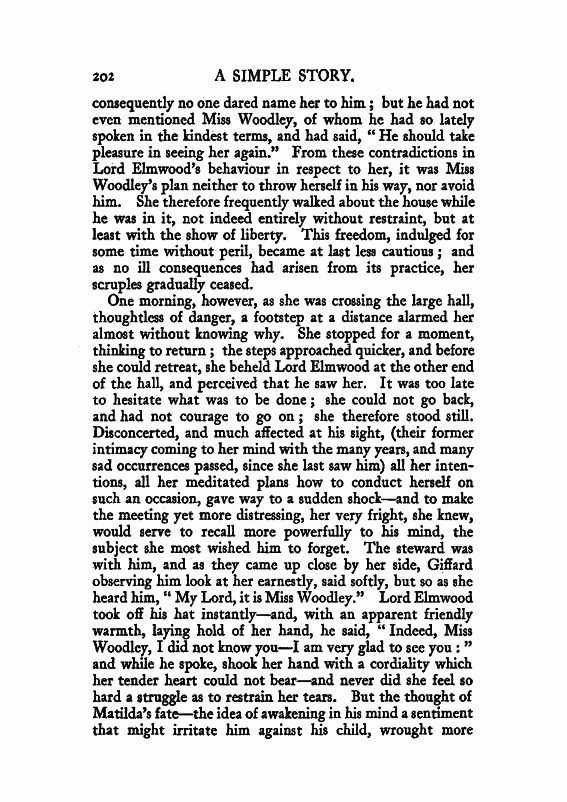 202 A SIMPLE STORY.
consequently no one dared name her to him ; but he had not
even mentioned Miss Woodley, of whom he had so lately
spoken in the kindest terms, and had said, “ He should take
pleasure in seeing her again.” From these contradictions in
Lord Elmwood’s behaviour in respect to her, it was Miss
Woodley’s plan neither to throw herself in his way, nor avoid
him. She therefore frequently walked about the house while
he was in it, not indeed entirely without restraint, but at
least with the show of liberty. This freedom, indulged for
some time without peril, became at last less cautious ; and
as no ill consequences had arisen from its practice, her
scruples gradually ceased.
One morning, however, as she was crossing the large hall,
thoughtless of danger, a footstep at a distance alarmed her
almost without knowing why. She stopped for a moment,
thinking to return ; the steps approached quicker, and before
she could retreat, she beheld Lord Elmwood at the other end
of the hall, and perceived that he saw her. It was too late
to hesitate what was to be done ; she could not go back,
and had not courage to go on ; she therefore stood still.
Disconcerted, and much affected at his sight, (their former
intimacy coming to her mind with the many years, and many
sad occurrences passed, since she last saw him) all her inten-
tions, all her meditated plans how to conduct herself on
such an occasion, gave way to a sudden shock—and to make
the meeting yet more distressing, her very fright, she knew,
would serve to recall more powerfully to his mind, the
subject she most wished him to forget. The steward was
with him, and as they came up close by her side, Giffard
observing him look at her earnestly, said softly, but so as she
heard him, “ My Lord, it is Miss Woodley.” Lord Elmwood
took off his hat instantly—and, with an apparent friendly
warmth, laying hold of her hand, he said, “ Indeed, Miss
Woodley, I did not know you—I am very glad to see you : ”
and while he spoke, shook her hand with a cordiality which
her tender heart could not bear—and never did she feel so
hard a struggle as to restrain her tears. But the thought of
Matilda’s fate—the idea of awakening in his mind a sentiment
that might irritate him against his child, wrought more